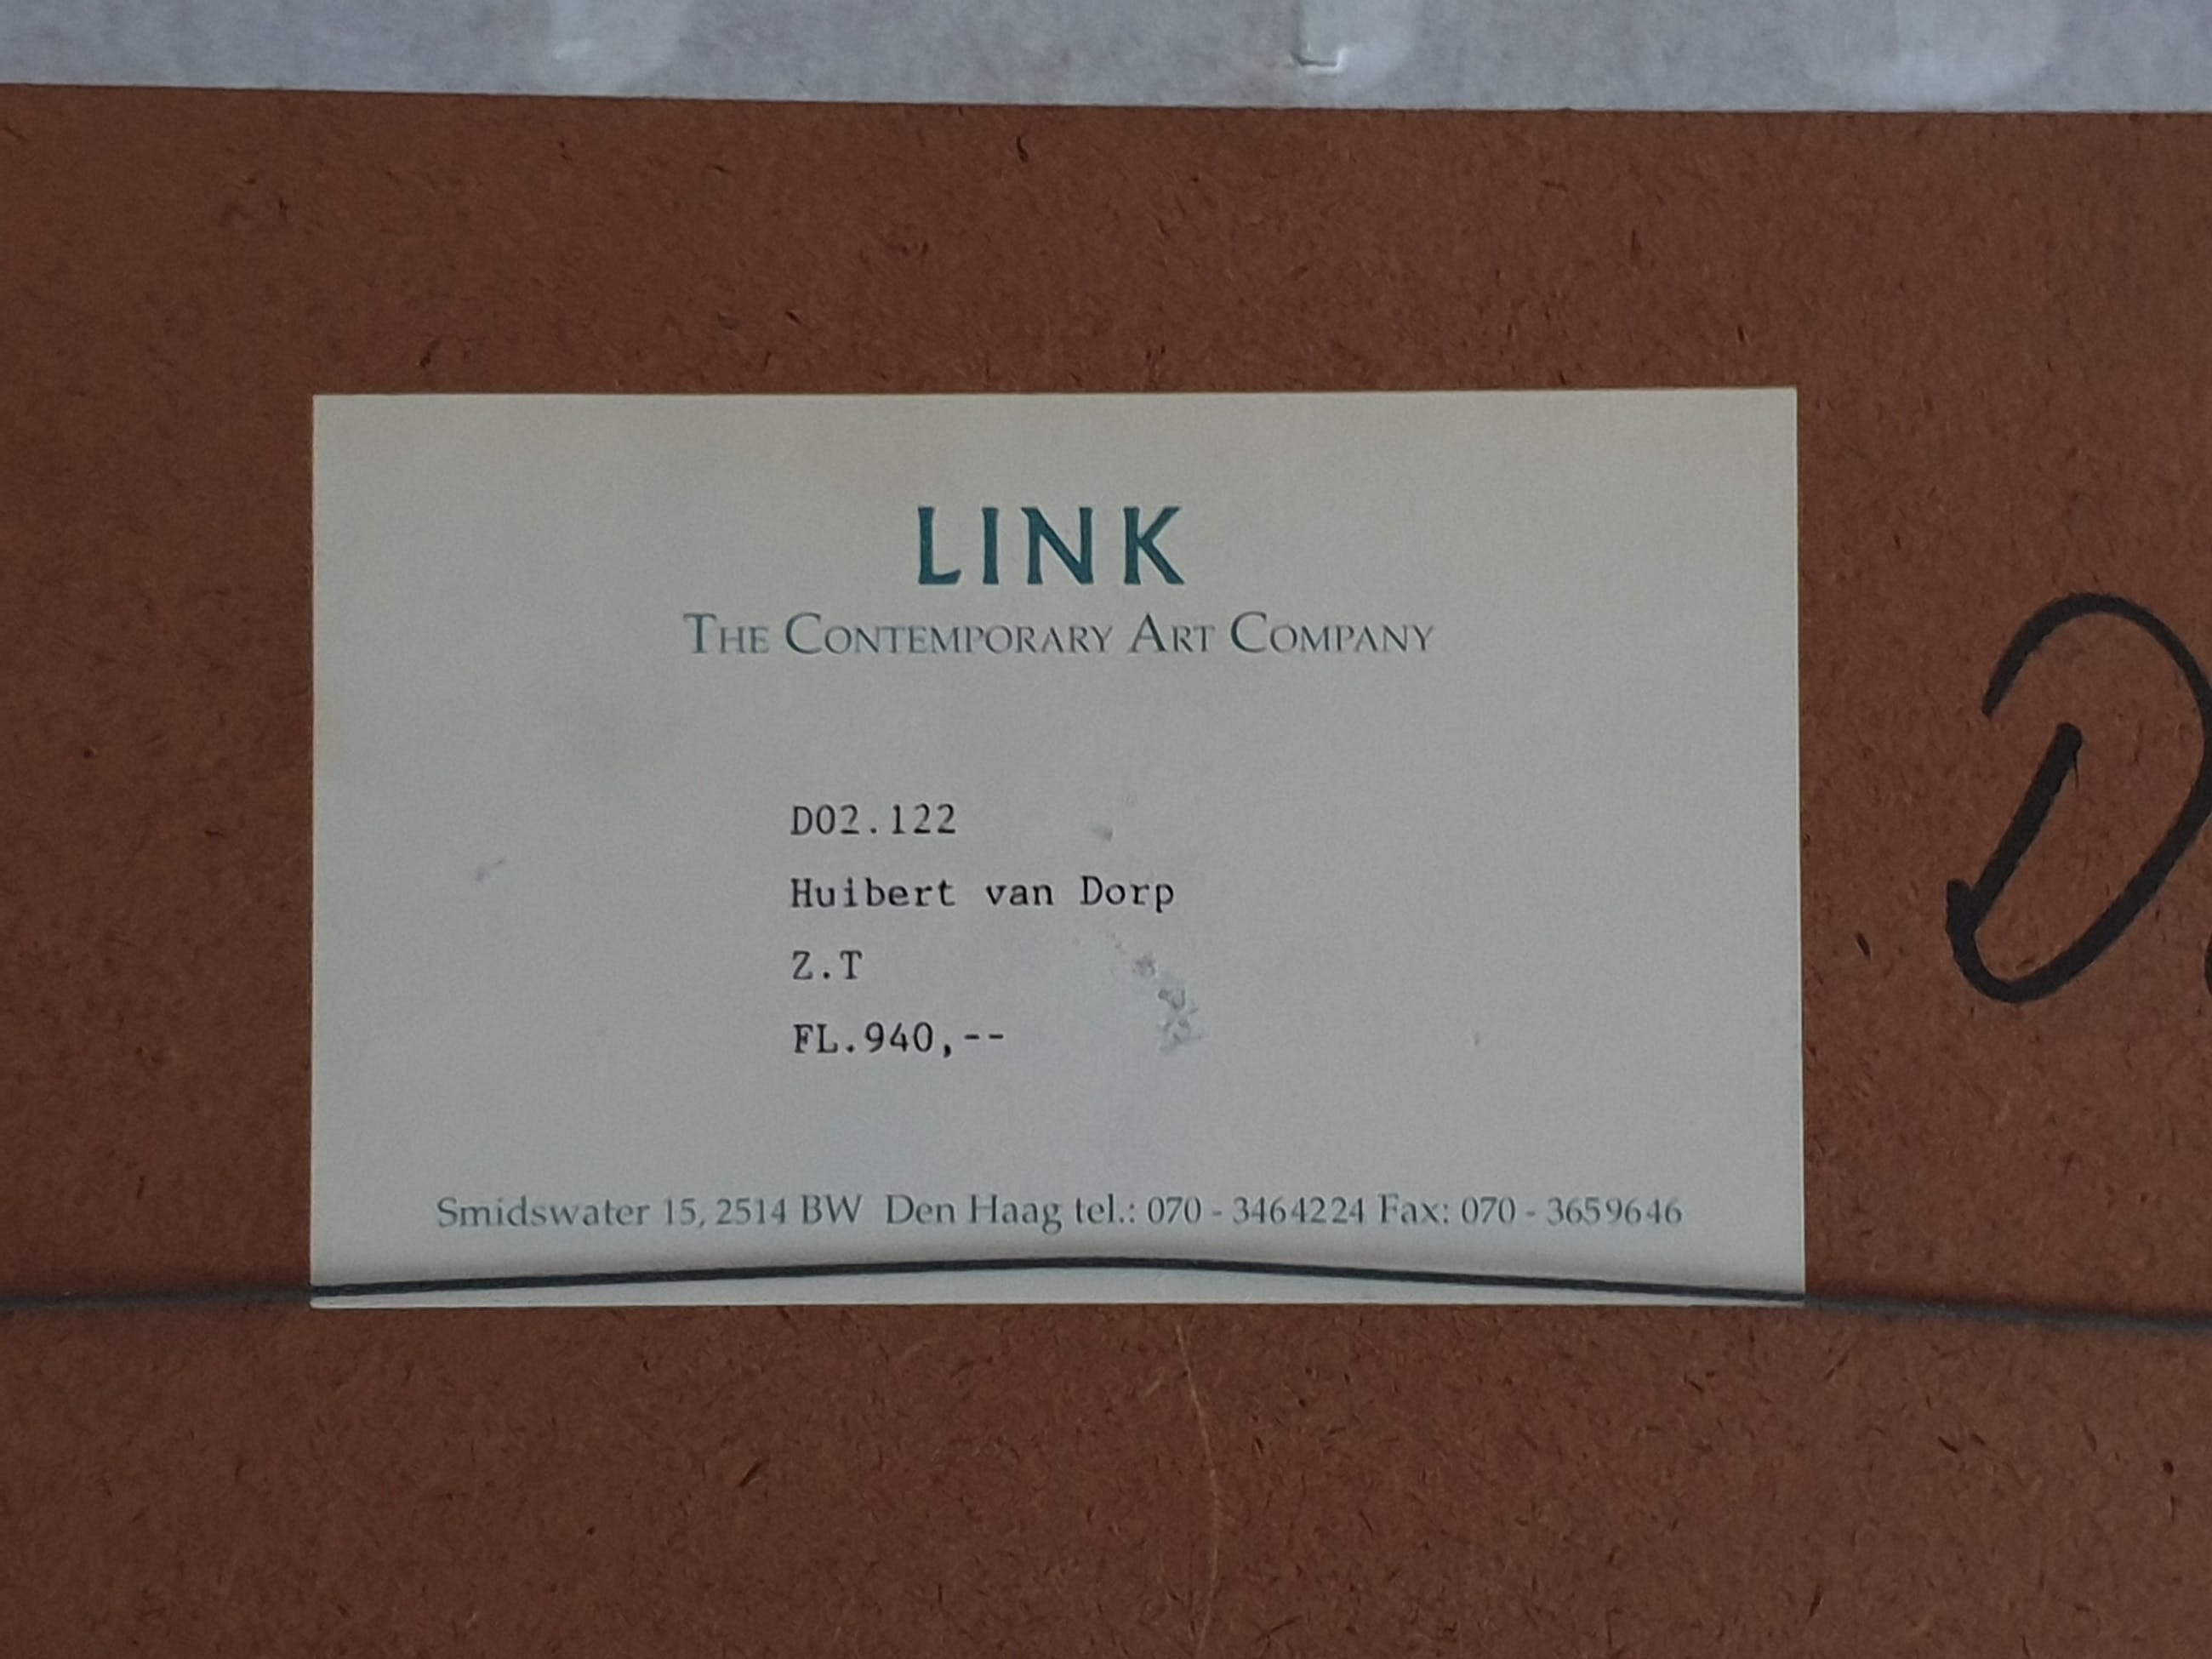 LINK
THE CONTEMPORARY ART COMPANY
D02.122
Huibert van Dorp
Z.T
FL.940,--
Smidswater 15, 2514 BW Den Haag tel.: 070 - 3464224 Fax: 070 - 3659646
D